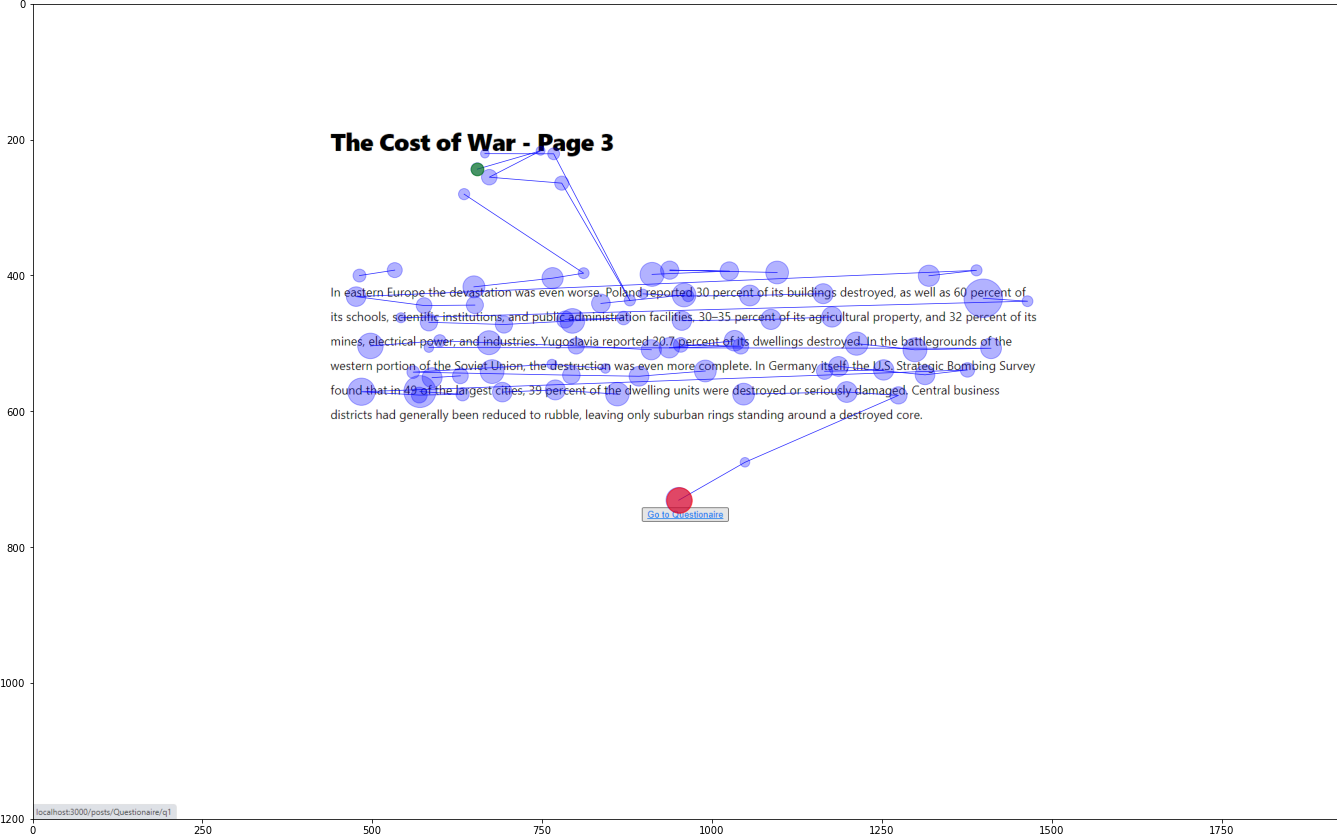 0
200
The Cost of War - Page 3
400
In eastern Europe the devastation was even worse. Poland reported 30 percent of its buildings destroyed, as well as 60 percent of
its schools, scientific institutions, and public administration facilities, 30–35 percent of its agricultural property, and 32 percent of its
mines, electrical power, and industries. Yugoslavia reported 20.7 percent of its dwellings destroyed. In the battlegrounds of the
western portion of the Soviet Union, the destruction was even more complete. In Germany itself, the U.S. Strategic Bombing Survey
found that in 49 of the largest cities, 39 percent of the dwelling units were destroyed or seriously damaged. Central business
600
districts had generally been reduced to rubble, leaving only suburban rings standing around a destroyed core.
Go to Questionaire
800
1000
localhost:3000/posts/Questionaire/q1
1200
0 250 500 750 1000 1250 1500 1750